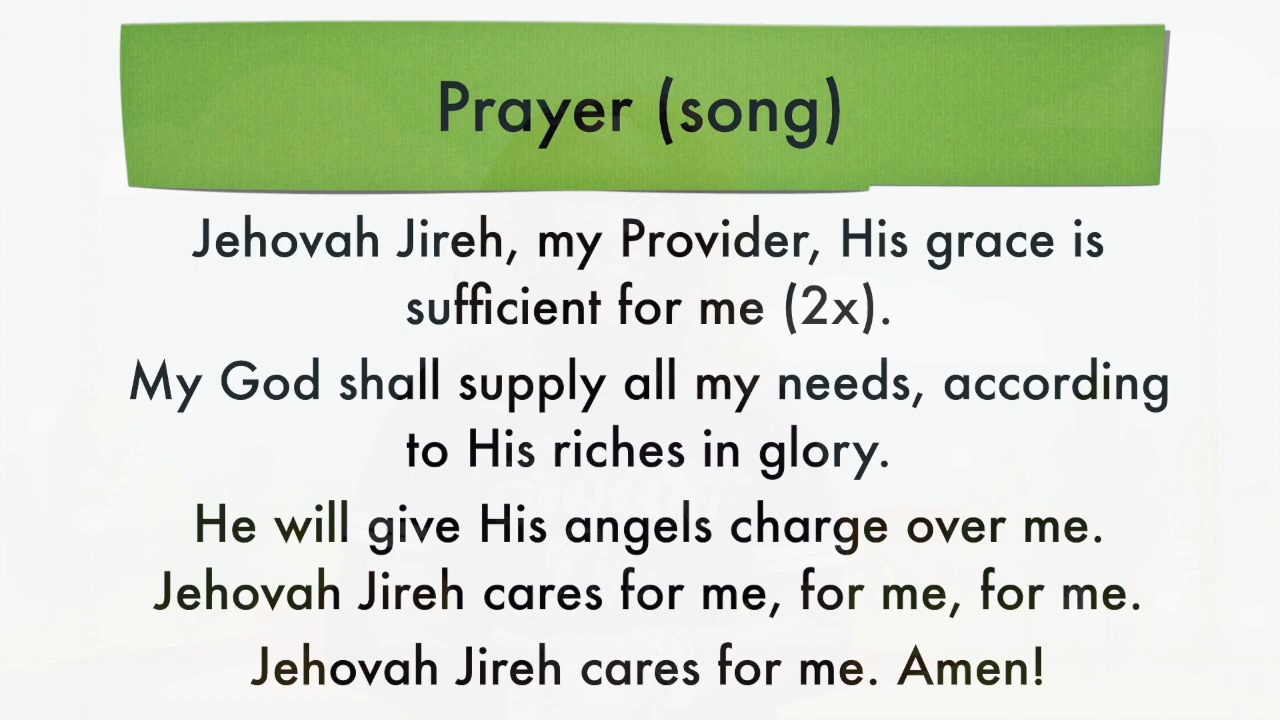 Prayer (song)
Jehovah Jireh, my Provider, His grace is
sufficient for me (2x).
My God shall supply all my needs, according
to His riches in glory.
He will give His angels charge over me.
Jehovah Jireh cares for me, for me, for me.
Jehovah Jireh cares for me. Amen!